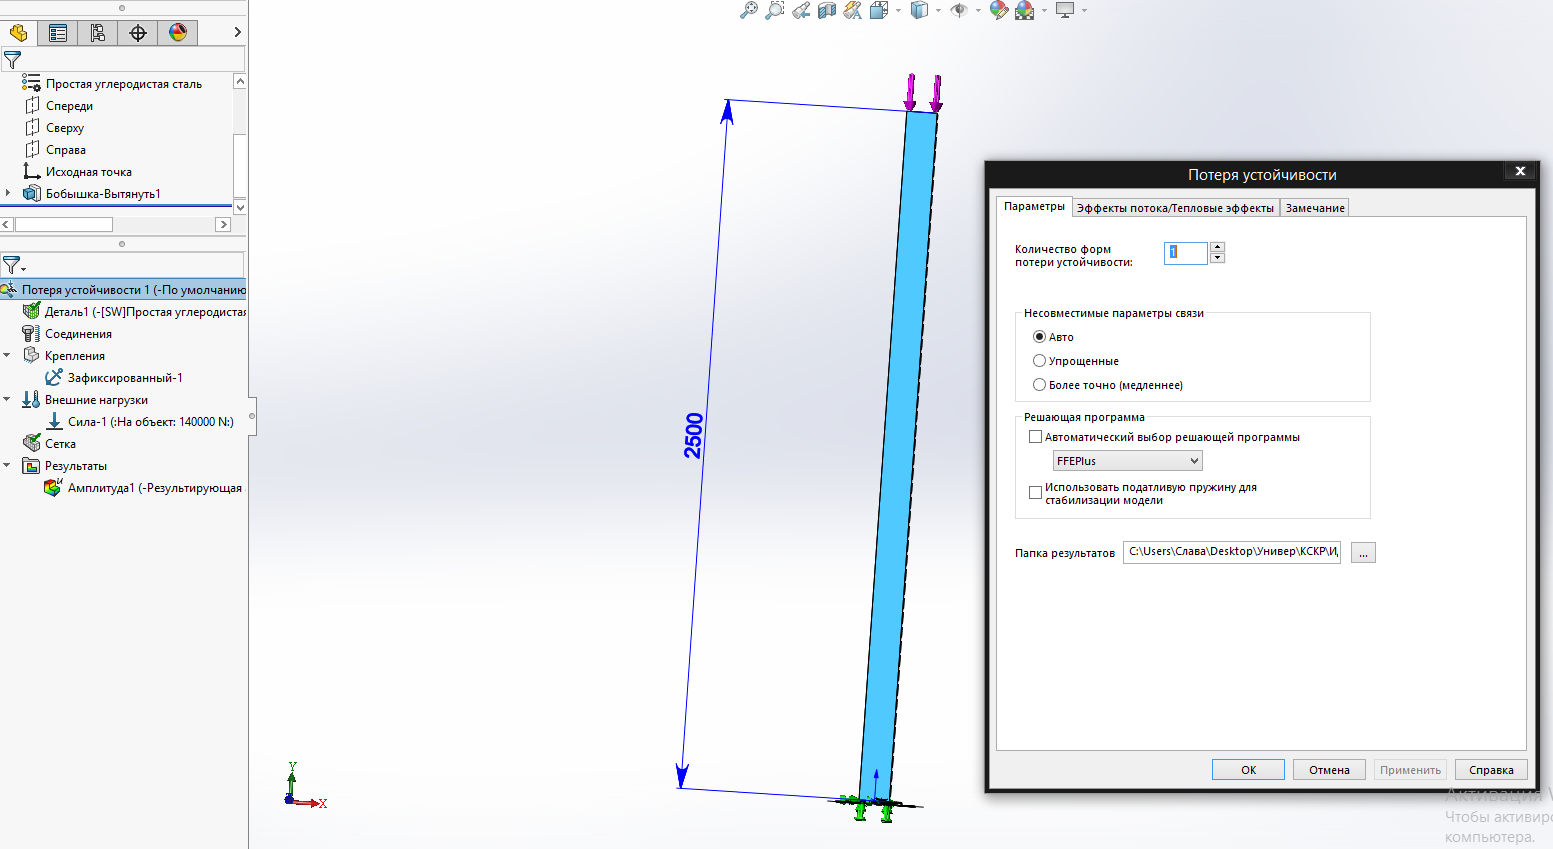 Простая углеродистая сталь
Спереди
Сверху
Справа
Исходная точка
Бобышка-Вытянуть1
Потеря устойчивости 1 (-По умолчанию
Деталь1 (-[SW]Простая углеродиста
Соединения
Крепления
Зафиксированный-1
Внешние нагрузки
Сила-1 (:На объект: 140000 N:)
Сетка
Результаты
Амплитуда1 (-Результирующая
2500
Y
X
Потеря устойчивости
Параметры
Эффекты потока/Тепловые эффекты
Замечание
Количество форм
потери устойчивости:
1
Несовместимые параметры связи
Авто
Упрощенные
Более точно (медленнее)
Решающая программа
Автоматический выбор решающей программы
FFEPlus
Использовать податливую пружину для
стабилизации модели
Папка результатов
C:\Users\Слава\Desktop\Универ\КСКР\И
...
ОК
Отмена
Применить
Справка
Активация W
Чтобы активиро
компьютера.